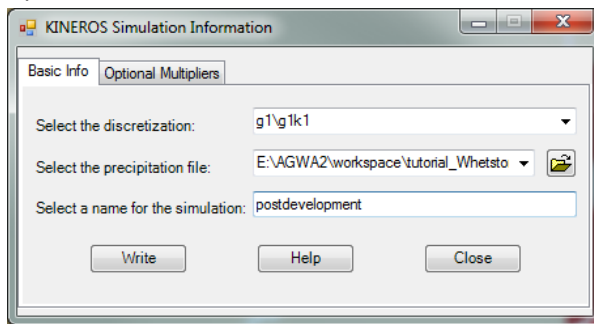 KINEROS Simulation Information
Basic Info Optional Multipliers
Select the discretization: g1\g1k1
Select the precipitation file: E:\AGWA2\workspace\tutorial_Whetsto
Select a name for the simulation: postdevelopment
Write Help Close